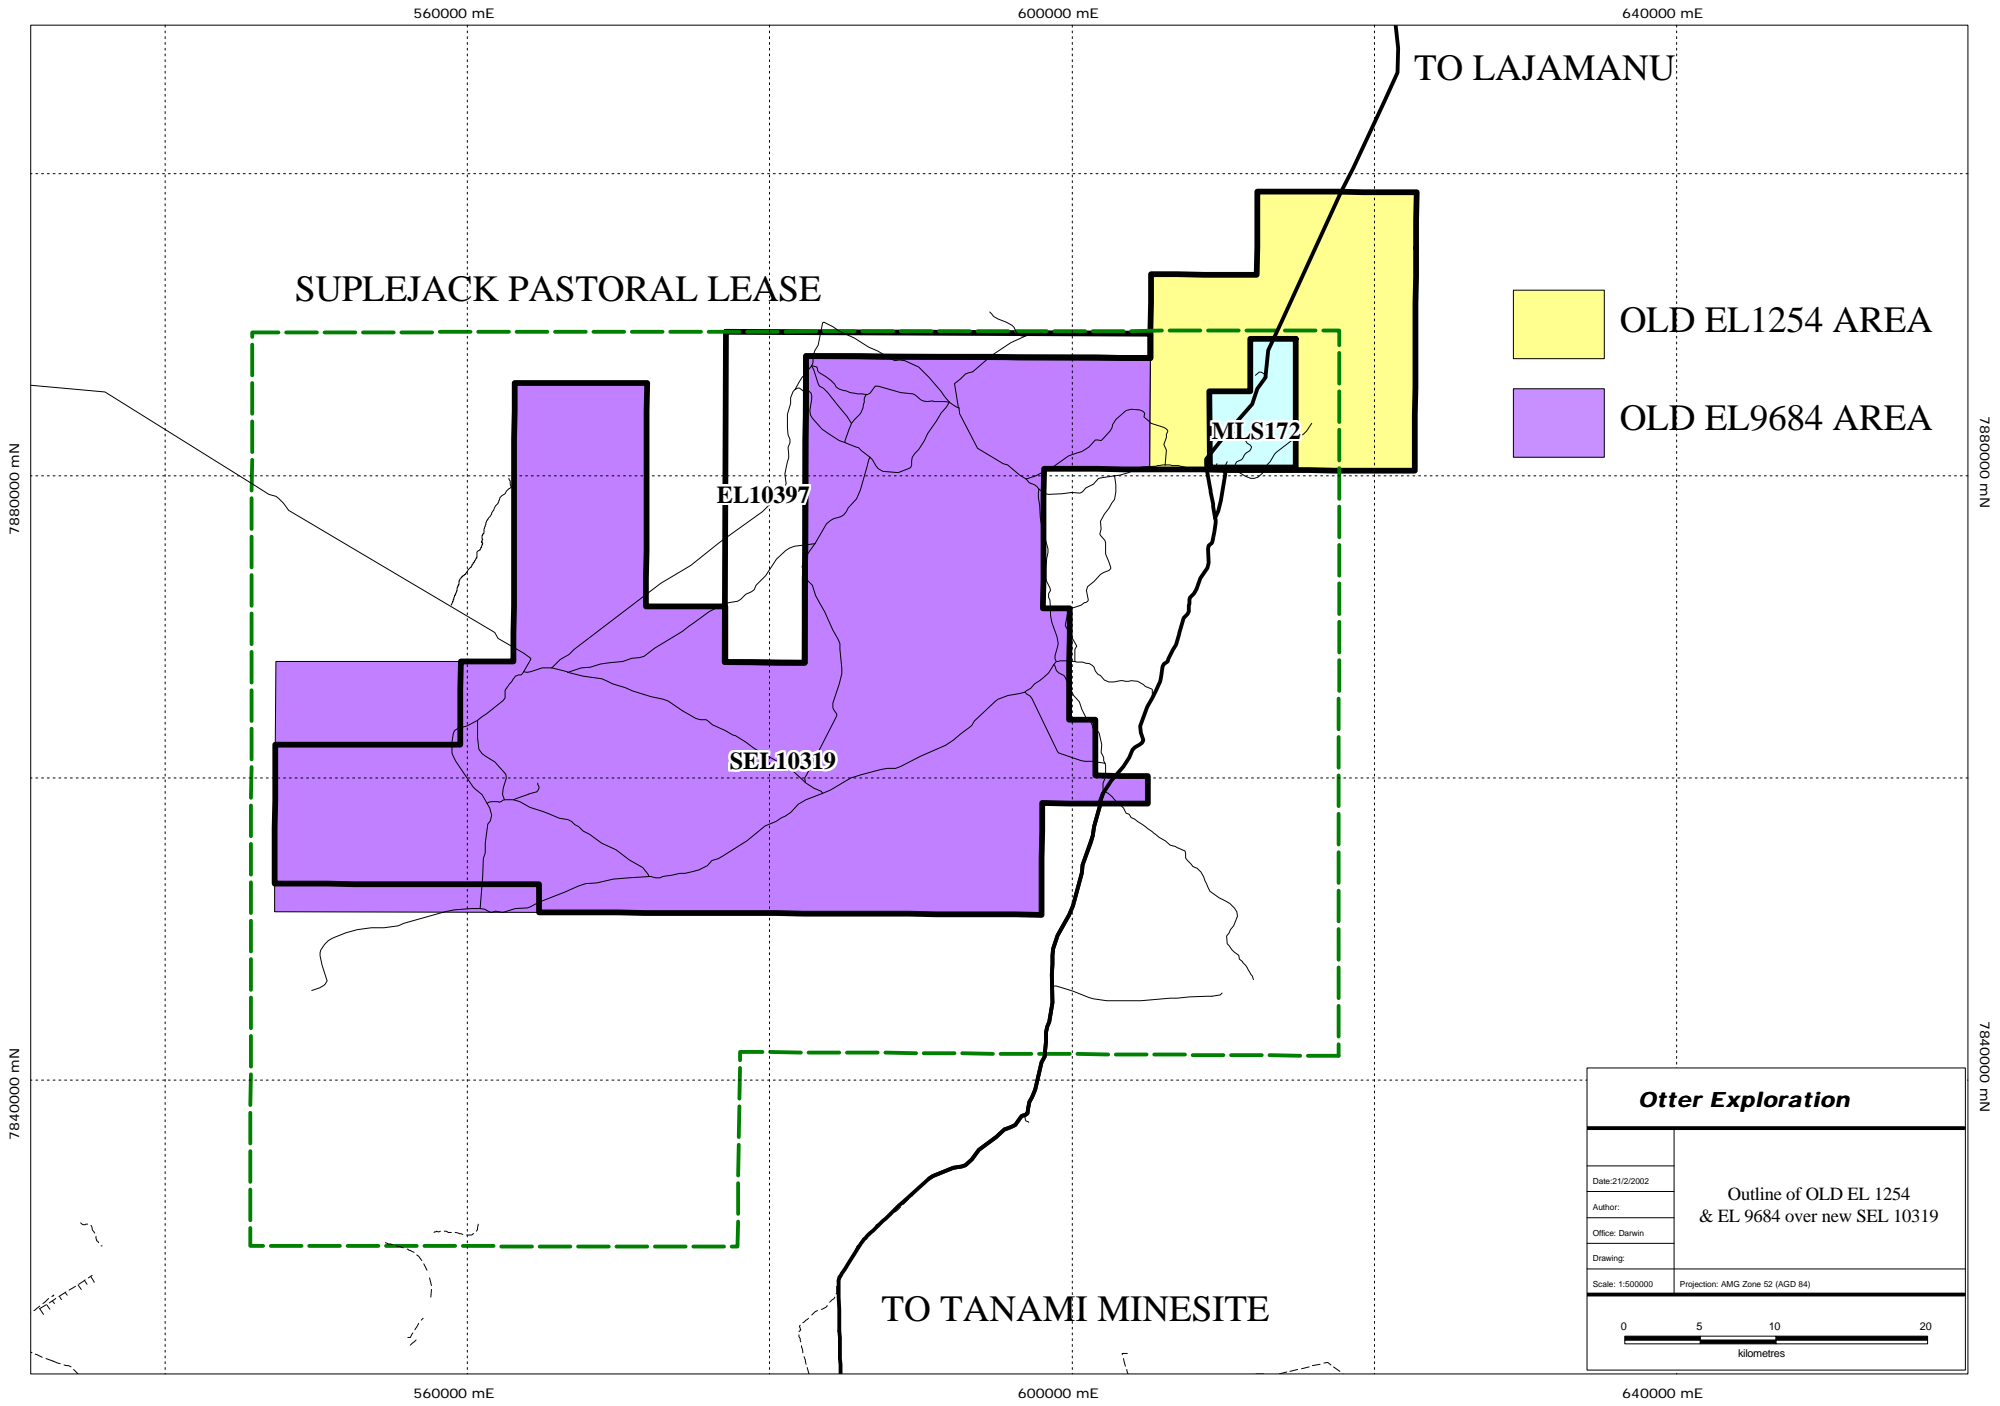 560000 mE
600000 mE
640000 mE
TO LAJAMANU
SUPLEJACK PASTORAL LEASE
OLD EL1254 AREA
OLD EL9684 AREA
MLS172
7880000 mN
7880000 mN
EL10397
SEL10319
7840000 mN
7840000 mN
Otter Exploration
Date:21/2/2002
Author:
Office: Darwin
Drawing:
Scale: 1:500000
Outline of OLD EL 1254
& EL 9684 over new SEL 10319
Projection: AMG Zone 52 (AGD 84)
0 5 10 20
kilometres
TO TANAMI MINESITE
560000 mE
600000 mE
640000 mE